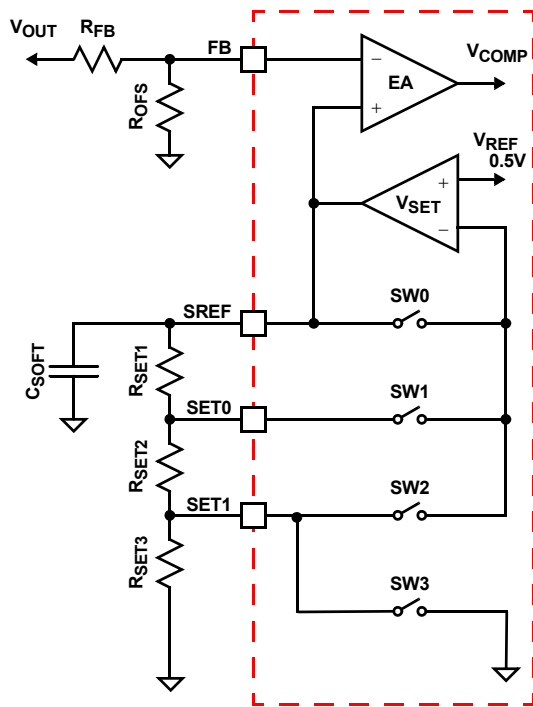 VOUT
RFB
FB
ROFS
−
EA
+
VCOMP
VREF
0.5V
+
VSET
−
SREF
SW0
CSOFT
RSET1
SET0
SW1
RSET2
SET1
SW2
RSET3
SW3